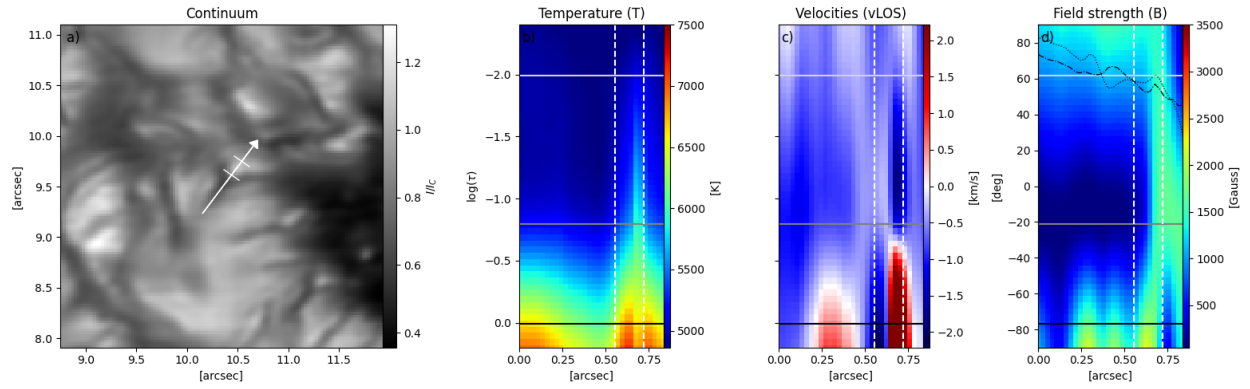 Continuum
a)
11.0
10.5
10.0
9.5
9.0
8.5
8.0
[arcsec]
9.0 9.5 10.0 10.5 11.0 11.5
[arcsec]
1.2
1.0
0.8
0.6
0.4
I/I_C
Temperature (T)
b)
−2.0
−1.5
−1.0
−0.5
0.0
log(τ)
0.00 0.25 0.50 0.75
[arcsec]
7500
7000
6500
6000
5500
5000
[K]
Velocities (vLOS)
c)
0.00 0.25 0.50 0.75
[arcsec]
2.0
1.5
1.0
0.5
0.0
−0.5
−1.0
−1.5
−2.0
[km/s]
Field strength (B)
d)
80
60
40
20
0
−20
−40
−60
−80
[deg]
0.00 0.25 0.50 0.75
[arcsec]
3500
3000
2500
2000
1500
1000
500
[Gauss]